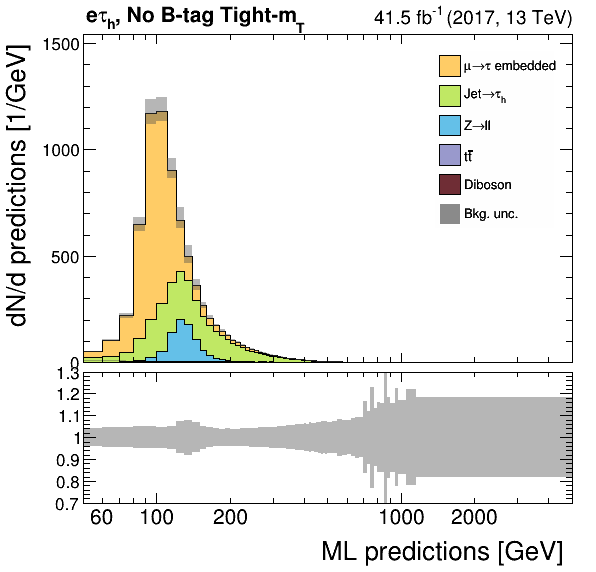 eτh, No B-tag Tight-mT
41.5 fb-1 (2017, 13 TeV)
dN/d predictions [1/GeV]
1500
1000
500
0
μ→τ embedded
Jet→τh
Z→ll
tt̅
Diboson
Bkg. unc.
1.3
1.2
1.1
1
0.9
0.8
0.7
60 100 200 1000 2000
ML predictions [GeV]